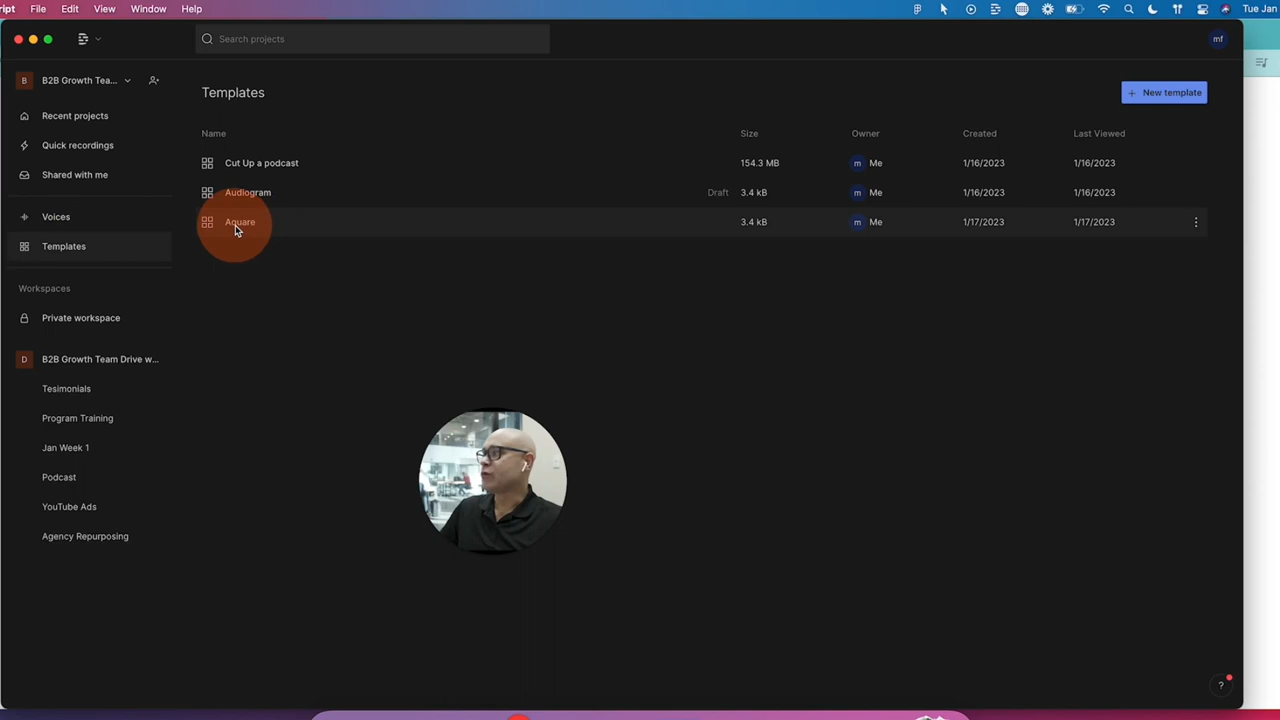 ript File Edit View Window Help Tue Jan
Search projects mf
B B2B Growth Tea...
Recent projects
Quick recordings
Shared with me
Voices
Templates
Workspaces
Private workspace
D B2B Growth Team Drive w...
Tesimonials
Program Training
Jan Week 1
Podcast
YouTube Ads
Agency Repurposing
Templates + New template
Name Size Owner Created Last Viewed
Cut Up a podcast 154.3 MB m Me 1/16/2023 1/16/2023
Audiogram Draft 3.4 kB m Me 1/16/2023 1/16/2023
Aquare 3.4 kB m Me 1/17/2023 1/17/2023
?